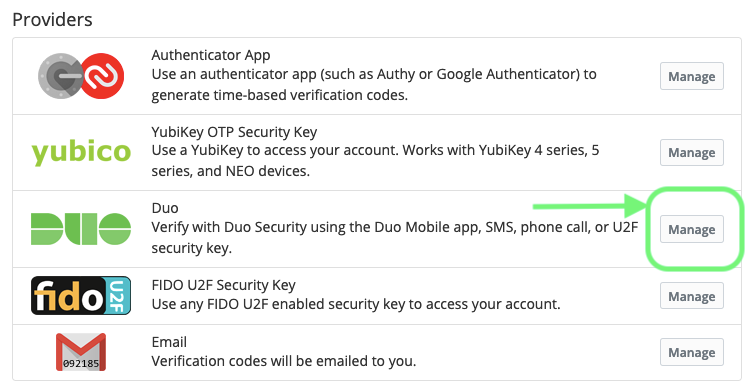 Providers
Authenticator App
Use an authenticator app (such as Authy or Google Authenticator) to
generate time-based verification codes.
Manage
yubico
YubiKey OTP Security Key
Use a YubiKey to access your account. Works with YubiKey 4 series, 5
series, and NEO devices.
Manage
DUO
Duo
Verify with Duo Security using the Duo Mobile app, SMS, phone call, or U2F
security key.
Manage
fido U2F
FIDO U2F Security Key
Use any FIDO U2F enabled security key to access your account.
Manage
092185
Email
Verification codes will be emailed to you.
Manage